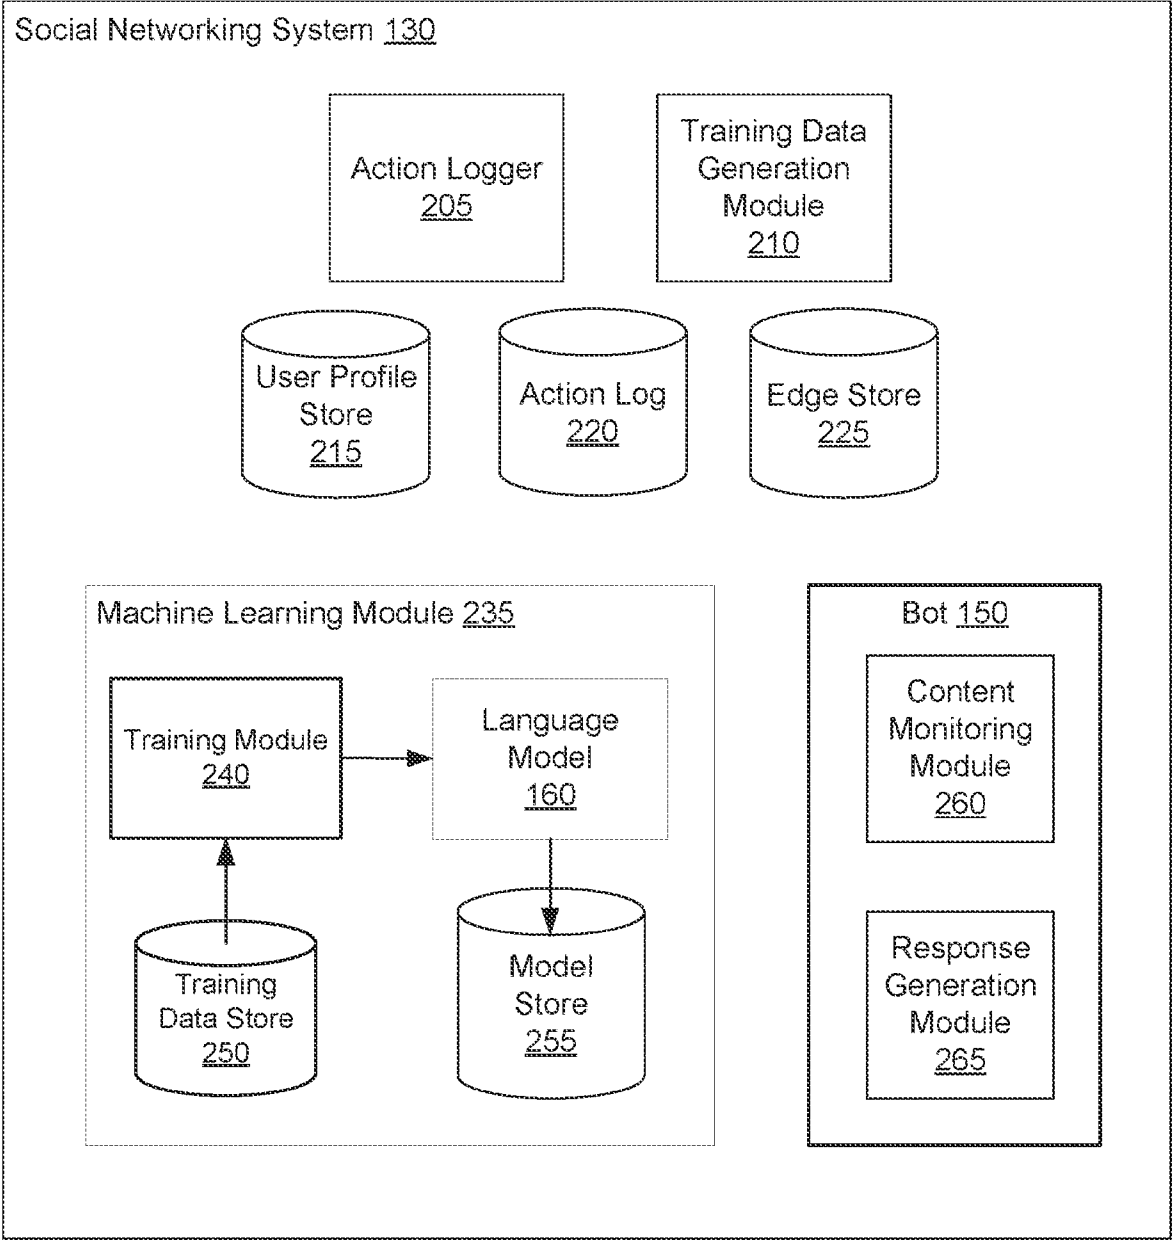 Social Networking System 130
Action Logger
205
Training Data
Generation
Module
210
User Profile
Store
215
Action Log
220
Edge Store
225
Machine Learning Module 235
Training Module
240
Language
Model
160
Training
Data Store
250
Model
Store
255
Bot 150
Content
Monitoring
Module
260
Response
Generation
Module
265